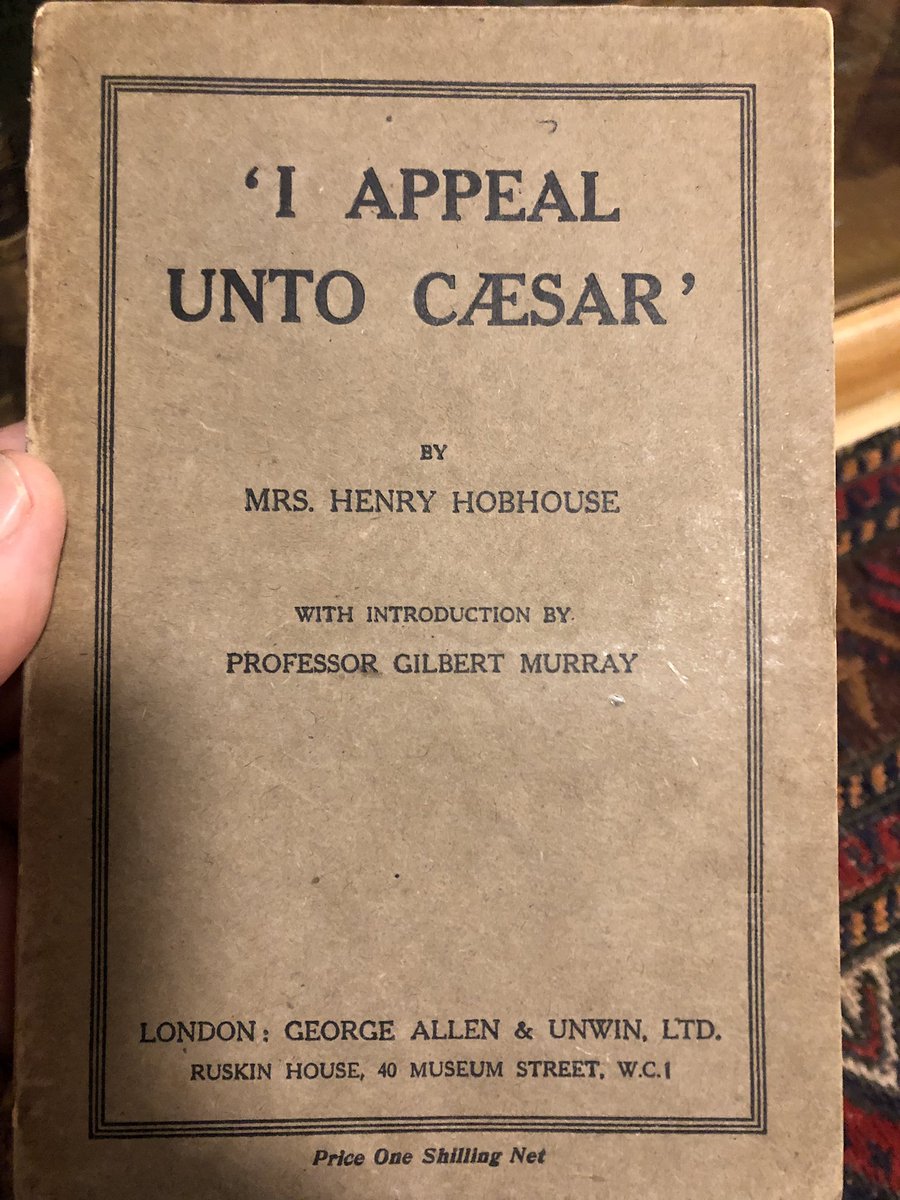 ‘I APPEAL
UNTO CÆSAR’
BY
MRS. HENRY HOBHOUSE
WITH INTRODUCTION BY
PROFESSOR GILBERT MURRAY
LONDON: GEORGE ALLEN & UNWIN, LTD.
RUSKIN HOUSE, 40 MUSEUM STREET, W.C.1
Price One Shilling Net